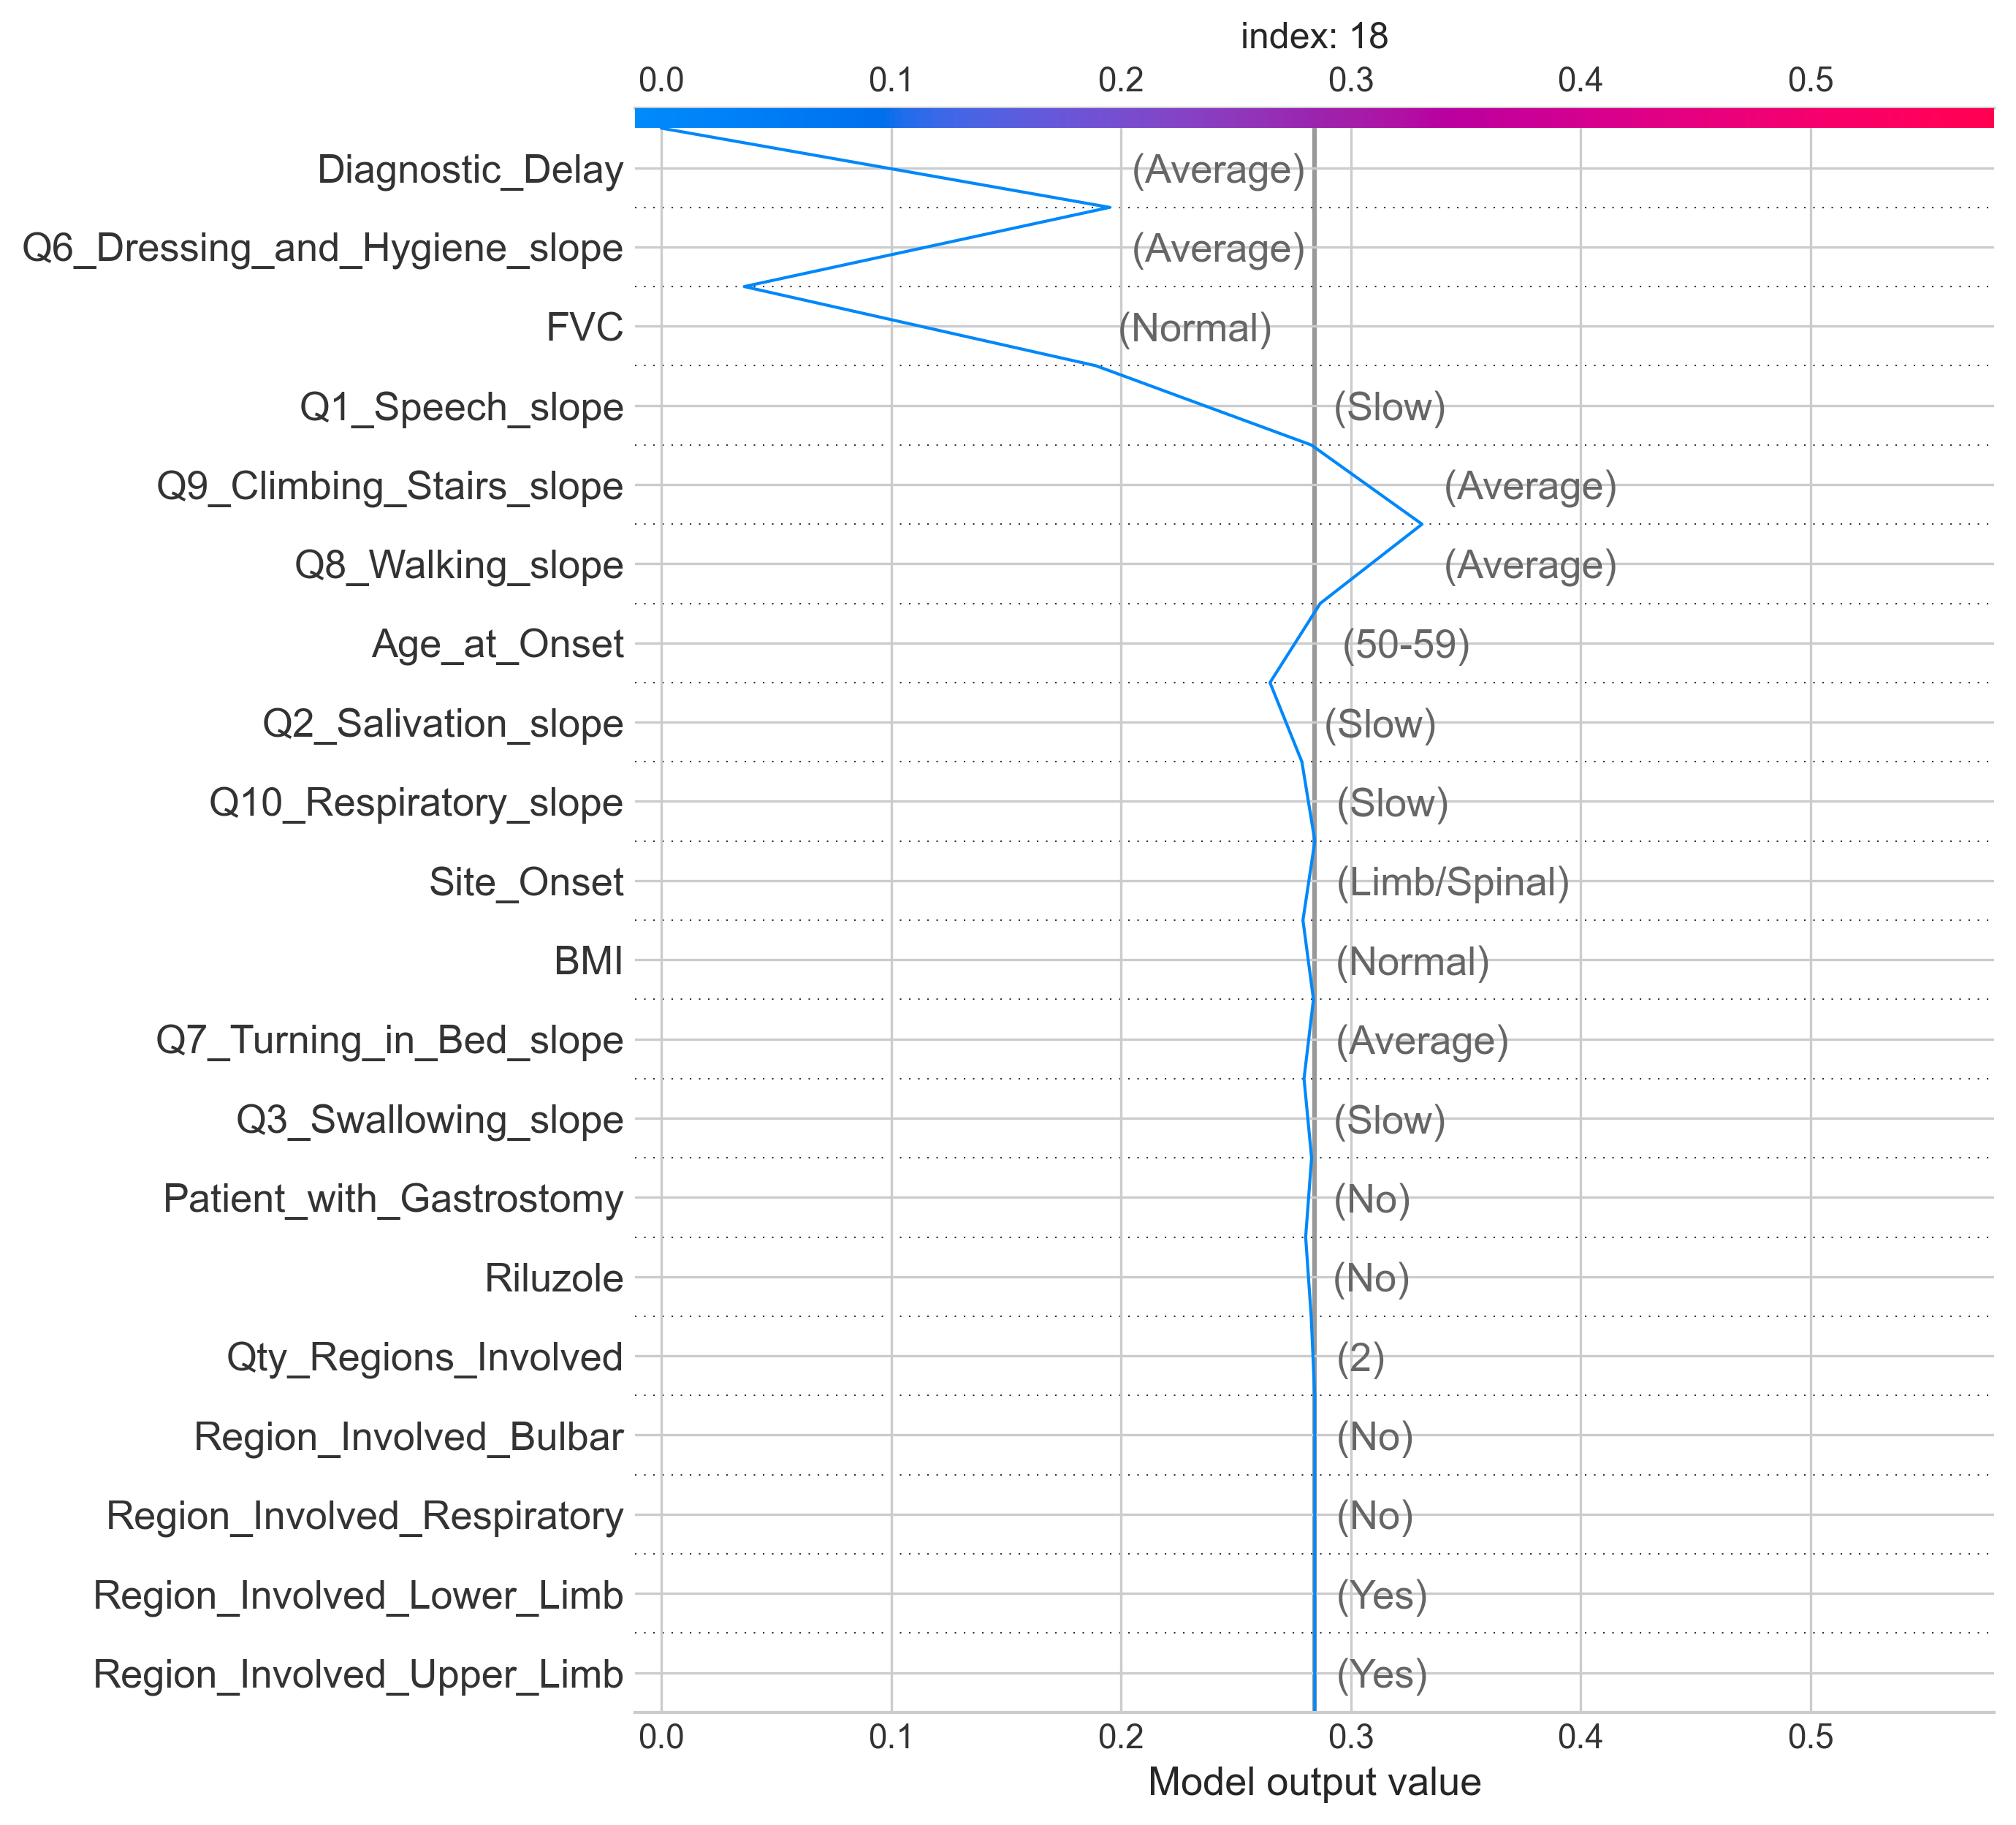 index: 18
0.0 0.1 0.2 0.3 0.4 0.5
Diagnostic_Delay (Average)
Q6_Dressing_and_Hygiene_slope (Average)
FVC (Normal)
Q1_Speech_slope (Slow)
Q9_Climbing_Stairs_slope (Average)
Q8_Walking_slope (Average)
Age_at_Onset (50-59)
Q2_Salivation_slope (Slow)
Q10_Respiratory_slope (Slow)
Site_Onset (Limb/Spinal)
BMI (Normal)
Q7_Turning_in_Bed_slope (Average)
Q3_Swallowing_slope (Slow)
Patient_with_Gastrostomy (No)
Riluzole (No)
Qty_Regions_Involved (2)
Region_Involved_Bulbar (No)
Region_Involved_Respiratory (No)
Region_Involved_Lower_Limb (Yes)
Region_Involved_Upper_Limb (Yes)
0.0 0.1 0.2 0.3 0.4 0.5
Model output value